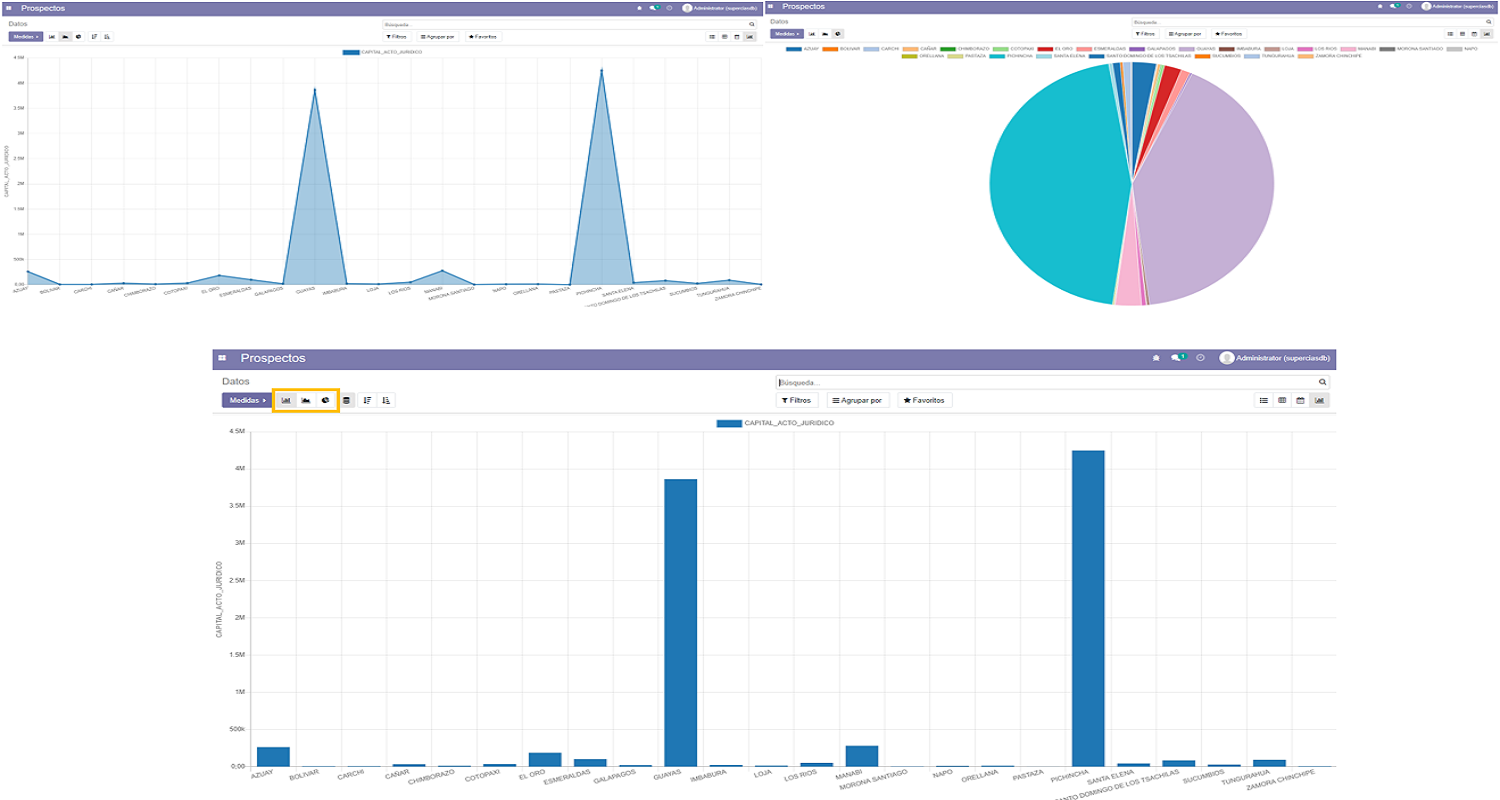 Prospectos
Administrator (superciasdb)
Datos
Búsqueda...
Medidas
Filtros
Agrupar por
Favoritos
CAPITAL_ACTO_JURIDICO
4.5M
4M
3.5M
3M
2.5M
2M
1.5M
1M
500k
0.00
CAPITAL_ACTO_JURIDICO
AZUAY
BOLIVAR
CARCHI
CAÑAR
CHIMBORAZO
COTOPAXI
EL ORO
ESMERALDAS
GALAPAGOS
GUAYAS
IMBABURA
LOJA
LOS RIOS
MANABI
MORONA SANTIAGO
NAPO
ORELLANA
PASTAZA
PICHINCHA
SANTA ELENA
SANTO DOMINGO DE LOS TSACHILAS
SUCUMBIOS
TUNGURAHUA
ZAMORA CHINCHIPE
Prospectos
Administrator (superciasdb)
Datos
Búsqueda...
Medidas
Filtros
Agrupar por
Favoritos
AZUAY BOLIVAR CARCHI CAÑAR CHIMBORAZO COTOPAXI EL ORO ESMERALDAS GALAPAGOS GUAYAS IMBABURA LOJA LOS RIOS MANABI MORONA SANTIAGO NAPO
ORELLANA PASTAZA PICHINCHA SANTA ELENA SANTO DOMINGO DE LOS TSACHILAS SUCUMBIOS TUNGURAHUA ZAMORA CHINCHIPE
Prospectos
1 Administrator (superciasdb)
Datos
Búsqueda...
Medidas
Filtros
Agrupar por
Favoritos
CAPITAL_ACTO_JURIDICO
4.5M
4M
3.5M
3M
2.5M
2M
1.5M
1M
500k
0.00
CAPITAL_ACTO_JURIDICO
AZUAY
BOLIVAR
CARCHI
CAÑAR
CHIMBORAZO
COTOPAXI
EL ORO
ESMERALDAS
GALAPAGOS
GUAYAS
IMBABURA
LOJA
LOS RIOS
MANABI
MORONA SANTIAGO
NAPO
ORELLANA
PASTAZA
PICHINCHA
SANTA ELENA
SANTO DOMINGO DE LOS TSACHILAS
SUCUMBIOS
TUNGURAHUA
ZAMORA CHINCHIPE